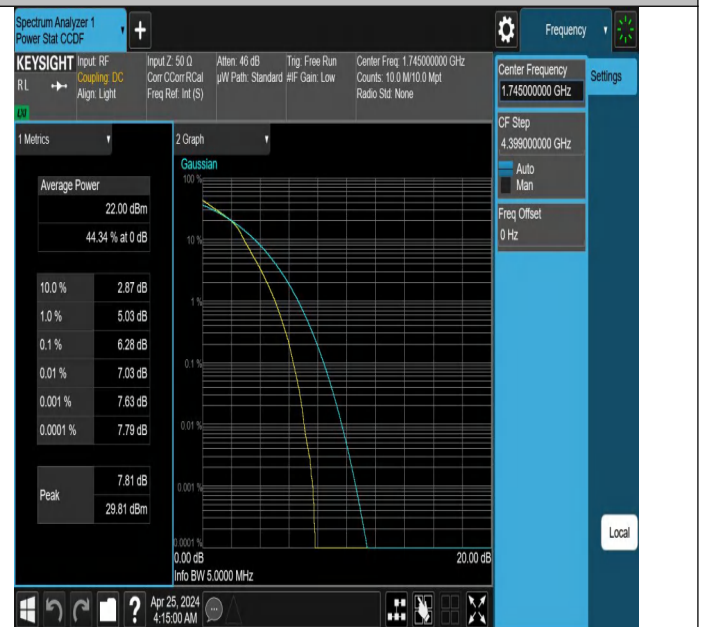 Spectrum Analyzer 1
Power Stat CCDF
+
Frequency
KEYSIGHT
RL
LXI
Input: RF
Coupling: DC
Align: Light
Input Z: 50 Ω
Corr CCorr RCal
Freq Ref: Int (S)
Atten: 46 dB
µW Path: Standard
Trig: Free Run
#IF Gain: Low
Center Freq: 1.745000000 GHz
Counts: 10.0 M/10.0 Mpt
Radio Std: None
Center Frequency
1.745000000 GHz
Settings
CF Step
4.399000000 GHz
Auto
Man
Freq Offset
0 Hz
1 Metrics
Average Power
22.00 dBm
44.34 % at 0 dB
10.0 % 2.87 dB
1.0 % 5.03 dB
0.1 % 6.28 dB
0.01 % 7.03 dB
0.001 % 7.63 dB
0.0001 % 7.79 dB
Peak
7.81 dB
29.81 dBm
2 Graph
Gaussian
100 %
10 %
1 %
0.1 %
0.01 %
0.001 %
0.0001 %
0.00 dB 20.00 dB
Info BW 5.0000 MHz
Local
?
Apr 25, 2024
4:15:00 AM